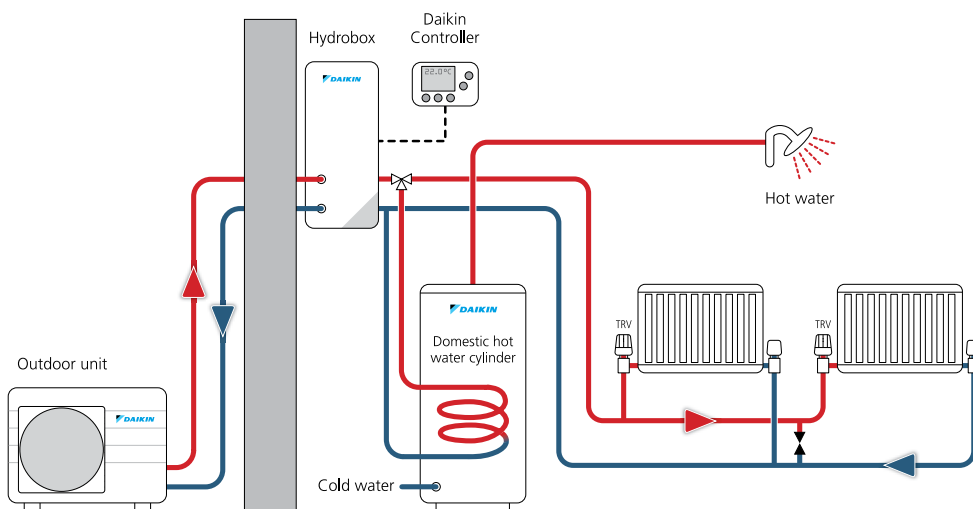 Daikin
Controller
Hydrobox
DAIKIN
22.0°C
Hot water
DAIKIN
Domestic hot
water cylinder
TRV
TRV
Outdoor unit
DAIKIN
Cold water